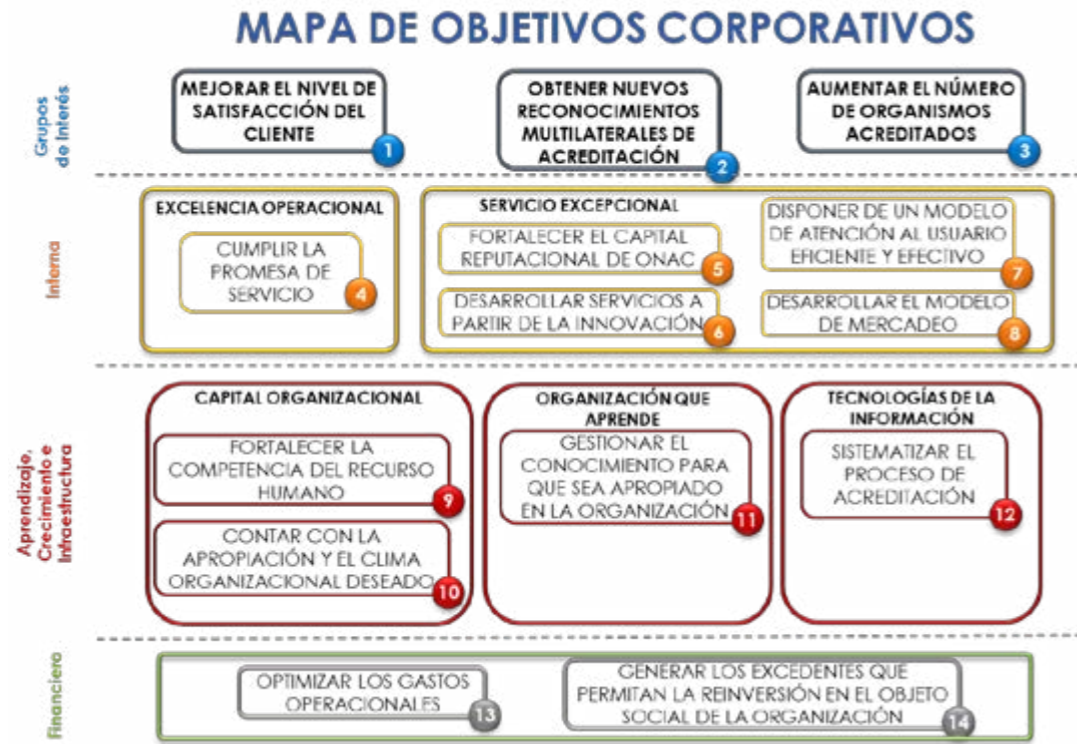 MAPA DE OBJETIVOS CORPORATIVOS
Grupos
de Interés
MEJORAR EL NIVEL DE
SATISFACCIÓN DEL
CLIENTE
1
OBTENER NUEVOS
RECONOCIMIENTOS
MULTILATERALES DE
ACREDITACIÓN
2
AUMENTAR EL NÚMERO
DE ORGANISMOS
ACREDITADOS
3
Interna
EXCELENCIA OPERACIONAL
CUMPLIR LA
PROMESA DE
SERVICIO
4
SERVICIO EXCEPCIONAL
FORTALECER EL CAPITAL
REPUTACIONAL DE ONAC
5
DESARROLLAR SERVICIOS A
PARTIR DE LA INNOVACIÓN
6
DISPONER DE UN MODELO
DE ATENCIÓN AL USUARIO
EFICIENTE Y EFECTIVO
7
DESARROLLAR EL MODELO
DE MERCADEO
8
Aprendizaje,
Crecimiento e
Infraestructura
CAPITAL ORGANIZACIONAL
FORTALECER LA
COMPETENCIA DEL RECURSO
HUMANO
9
CONTAR CON LA
APROPIACIÓN Y EL CLIMA
ORGANIZACIONAL DESEADO
10
ORGANIZACIÓN QUE
APRENDE
GESTIONAR EL
CONOCIMIENTO PARA
QUE SEA APROPIADO
EN LA ORGANIZACIÓN
11
TECNOLOGÍAS DE LA
INFORMACIÓN
SISTEMATIZAR EL
PROCESO DE
ACREDITACIÓN
12
Financiero
OPTIMIZAR LOS GASTOS
OPERACIONALES
13
GENERAR LOS EXCEDENTES QUE
PERMITAN LA REINVERSIÓN EN EL OBJETO
SOCIAL DE LA ORGANIZACIÓN
14